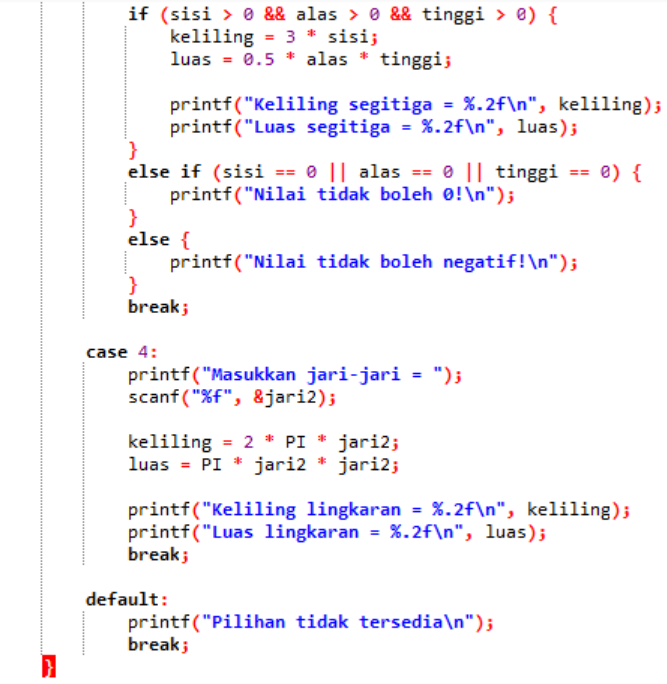 if (sisi > 0 && alas > 0 && tinggi > 0) {
keliling = 3 * sisi;
luas = 0.5 * alas * tinggi;
printf("Keliling segitiga = %.2f\n", keliling);
printf("Luas segitiga = %.2f\n", luas);
}
else if (sisi == 0 || alas == 0 || tinggi == 0) {
printf("Nilai tidak boleh 0!\n");
}
else {
printf("Nilai tidak boleh negatif!\n");
}
break;
case 4:
printf("Masukkan jari-jari = ");
scanf("%f", &jari2);
keliling = 2 * PI * jari2;
luas = PI * jari2 * jari2;
printf("Keliling lingkaran = %.2f\n", keliling);
printf("Luas lingkaran = %.2f\n", luas);
break;
default:
printf("Pilihan tidak tersedia\n");
break;
}